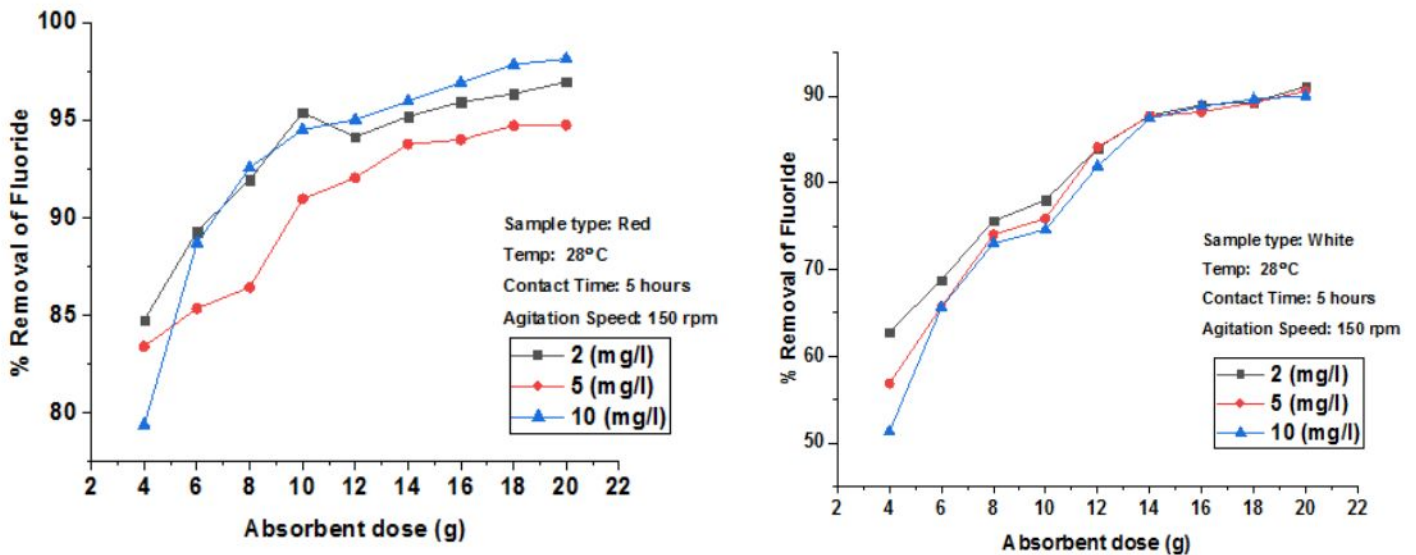 % Removal of Fluoride
100
95
90
85
80
2 4 6 8 10 12 14 16 18 20 22
Absorbent dose (g)
Sample type: Red
Temp: 28°C
Contact Time: 5 hours
Agitation Speed: 150 rpm
2 (mg/l)
5 (mg/l)
10 (mg/l)
% Removal of Fluoride
90
80
70
60
50
2 4 6 8 10 12 14 16 18 20 22
Absorbent dose (g)
Sample type: White
Temp: 28°C
Contact Time: 5 hours
Agitation Speed: 150 rpm
2 (mg/l)
5 (mg/l)
10 (mg/l)